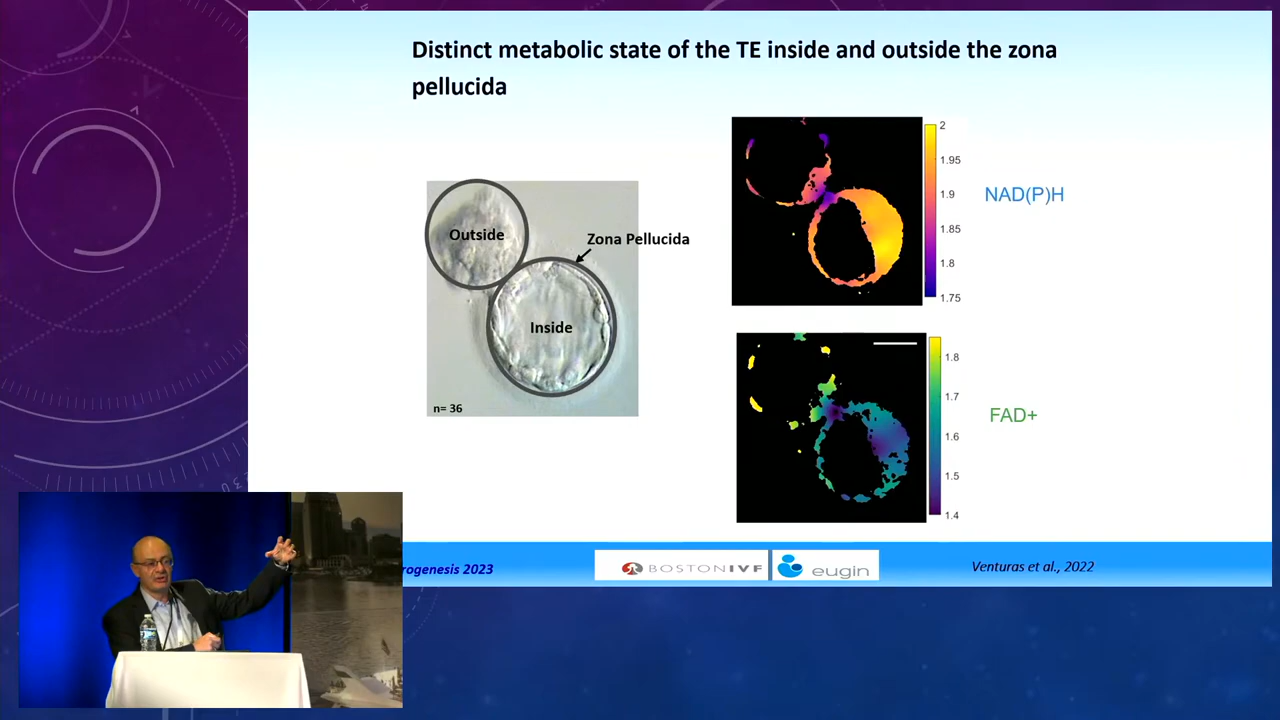 Distinct metabolic state of the TE inside and outside the zona
pellucida
Outside
Zona Pellucida
Inside
n= 36
2
1.95
1.9
1.85
1.8
1.75
NAD(P)H
1.8
1.7
1.6
1.5
1.4
FAD+
rogenesis 2023
BOSTONIVF
eugin
Venturas et al., 2022